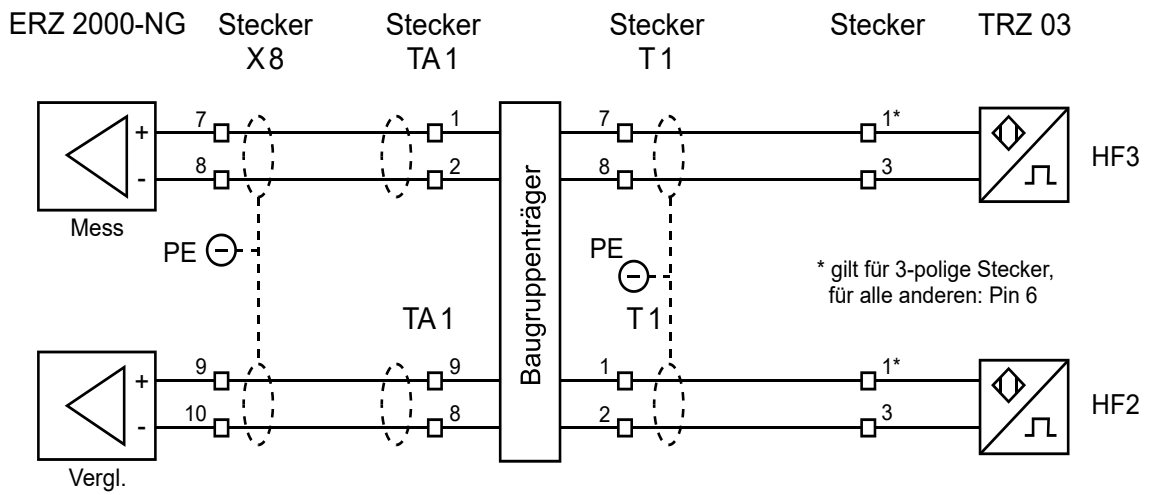 ERZ 2000-NG Stecker Stecker Stecker Stecker TRZ 03
X8 TA1 T1
+ 7 1 7 1*
- 8 2 8 3
HF3
Mess
Baugruppenträger
PE
PE
* gilt für 3-polige Stecker,
für alle anderen: Pin 6
TA1 T1
+ 9 9 1 1*
- 10 8 2 3
HF2
Vergl.